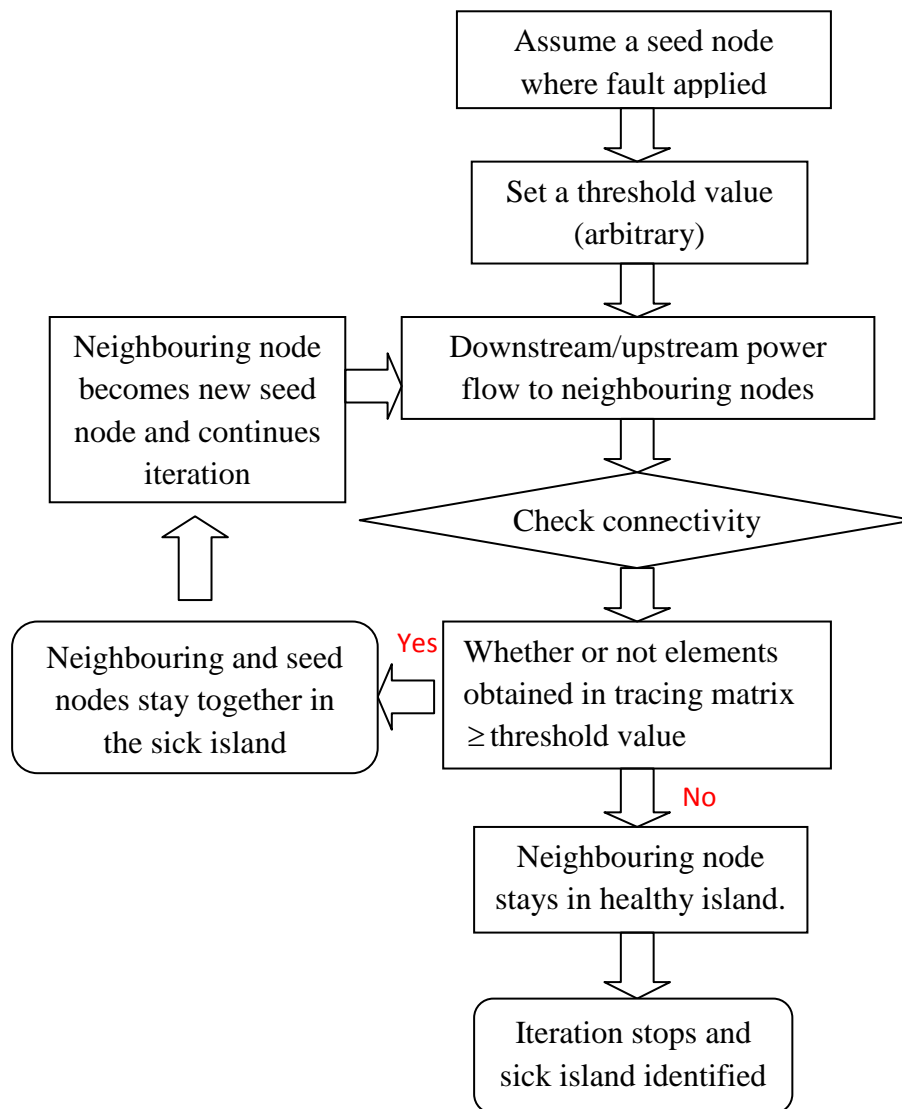 Assume a seed node
where fault applied
Set a threshold value
(arbitrary)
Neighbouring node
becomes new seed
node and continues
iteration
Downstream/upstream power
flow to neighbouring nodes
Check connectivity
Yes
Neighbouring and seed
nodes stay together in
the sick island
Whether or not elements
obtained in tracing matrix
≥ threshold value
No
Neighbouring node
stays in healthy island.
Iteration stops and
sick island identified